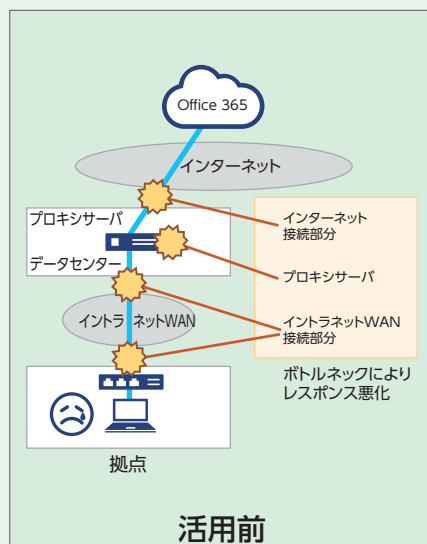 Office 365
インターネット
プロキシサーバ
データセンター
インターネット
接続部分
プロキシサーバ
イントラネットWAN
イントラネットWAN
接続部分
ボトルネックにより
レスポンス悪化
拠点
活用前